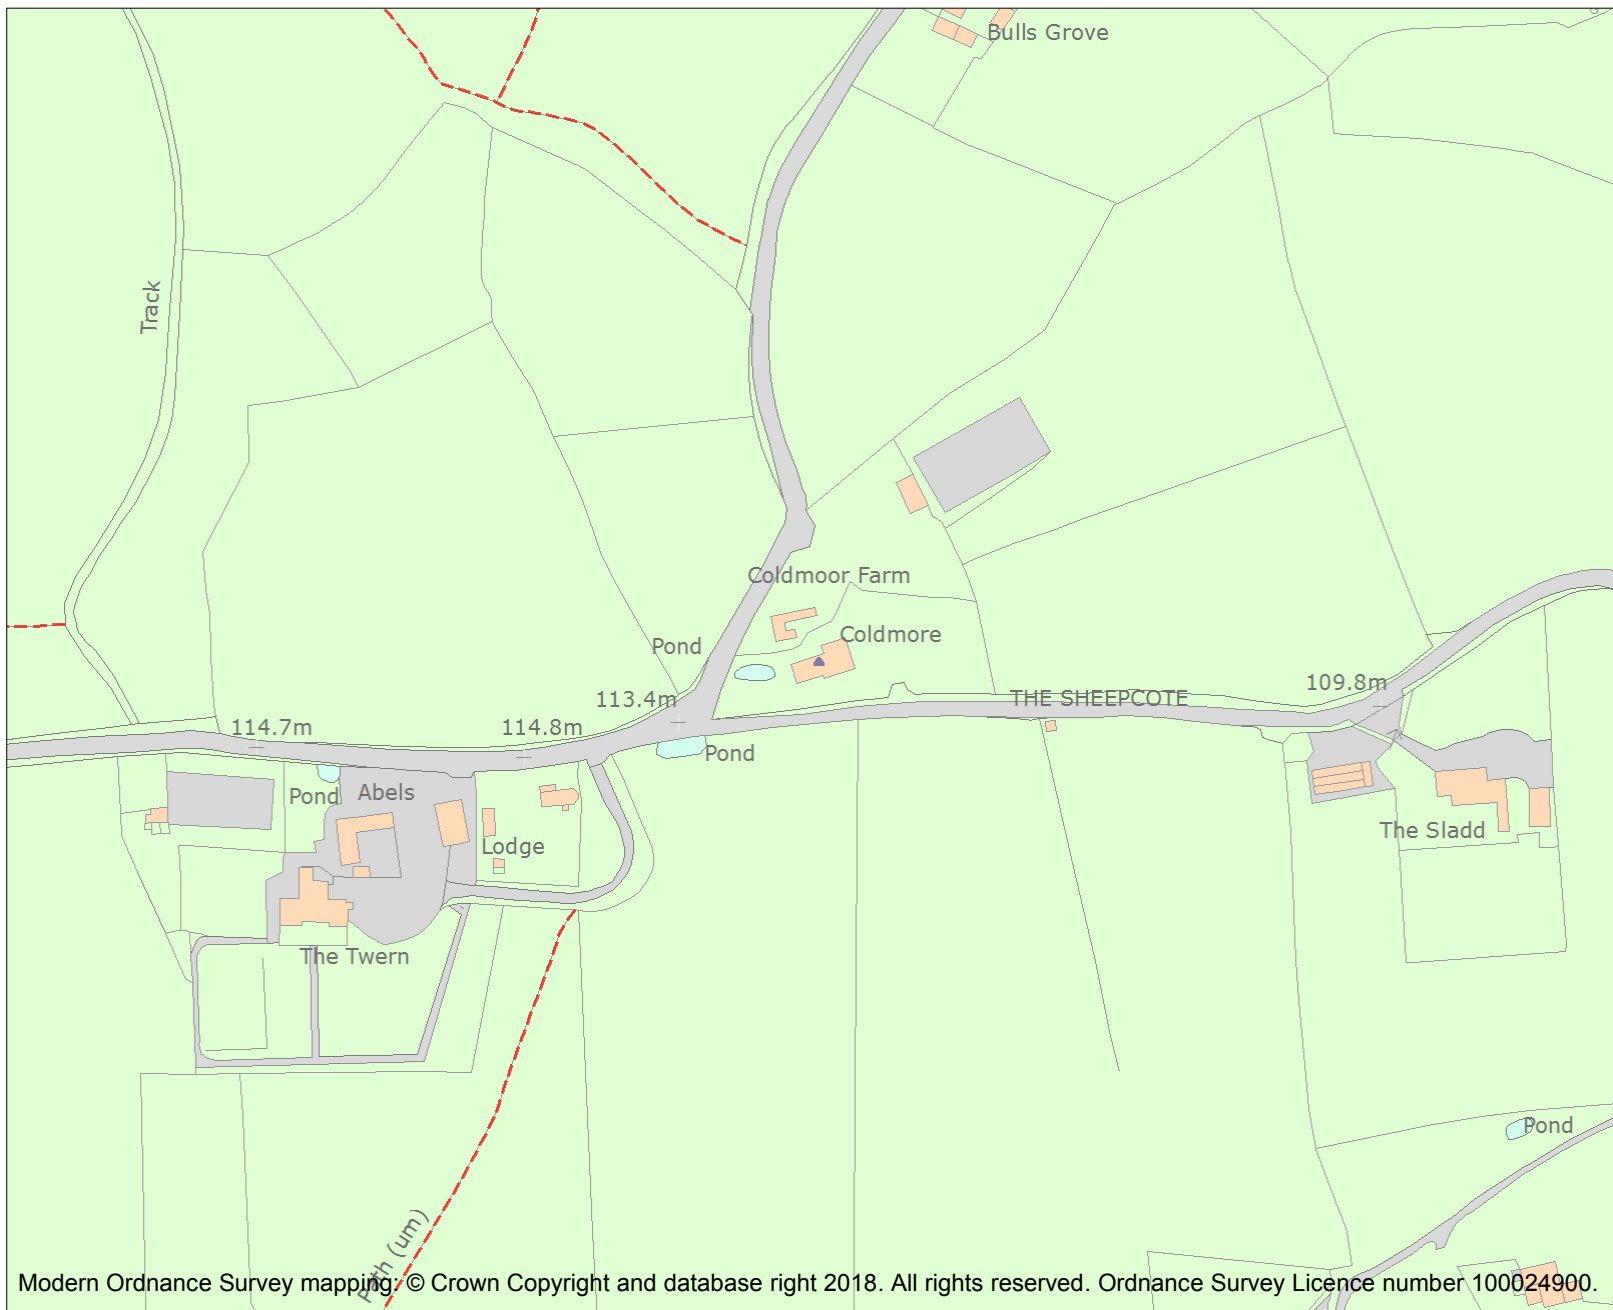 Bulls Grove
Track
Coldmoor Farm
Coldmore
Pond
113.4m
THE SHEEPCOTE
109.8m
114.7m
114.8m
Pond
Pond
Abels
Lodge
The Sladd
The Twern
Pond
Path (um)
Modern Ordnance Survey mapping: © Crown Copyright and database right 2018. All rights reserved. Ordnance Survey Licence number 100024900.